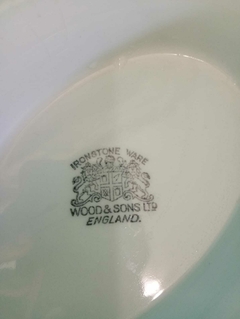 IRONSTONE WARE
WOOD & SONS LTD
ENGLAND.